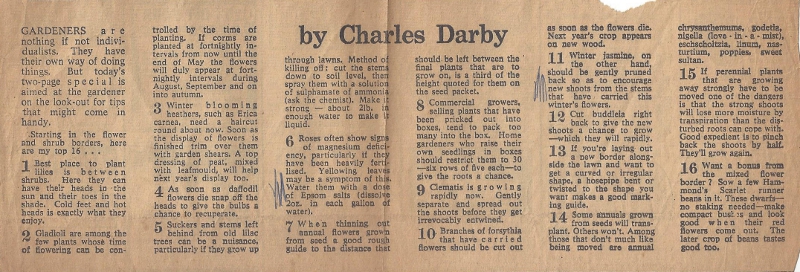 by Charles Darby
GARDENERS are
nothing if not indivi-
dualists. They have
their own way of doing
things. But today's
two-page special is
aimed at the gardener
on the look-out for tips
that might come in
handy.
Starting in the flower
and shrub borders, here
are my top 16 . . .
1 Best place to plant
lilies is between
shrubs. Here they can
have their heads in the
sun and their toes in the
shade. Cold feet and hot
heads is exactly what they
enjoy.
2 Gladioli are among the
few plants whose time
of flowering can be con-
trolled by the time of
planting. If corms are
planted at fortnightly in-
tervals from now until the
end of May the flowers
will duly appear at fort-
nightly intervals during
August, September and on
into autumn.
3 Winter blooming
heathers, such as Erica
carnea, need a haircut
round about now. Soon as
the display of flowers is
finished trim over them
with garden shears. A top
dressing of peat, mixed
with leafmould, will help
next year's display too.
4 As soon as daffodil
flowers die snap off the
heads to give the bulbs a
chance to recuperate.
5 Suckers and stems left
behind from old lilac
trees can be a nuisance,
particularly if they grow up
through lawns. Method of
killing off: cut the stems
down to soil level, then
spray them with a solution
of sulphamate of ammonia
(ask the chemist). Make it
strong — about 2lb. in
enough water to make it
liquid.
6 Roses often show signs
of magnesium defici-
ency, particularly if they
have been heavily fert-
ilised. Yellowing leaves
may be a symptom of this.
Water them with a dose
of Epsom salts (dissolve
2oz. in each gallon of
water).
7 When thinning out
annual flowers grown
from seed a good rough
guide to the distance that
should be left between the
final plants that are to
grow on, is a third of the
height quoted for them on
the seed packet.
8 Commercial growers,
selling plants that have
been pricked out into
boxes, tend to pack too
many into the box. Home
gardeners who raise their
own seedlings in boxes
should restrict them to 30
—six rows of five each—to
give the roots a chance.
9 Clematis is growing
rapidly now. Gently
separate and spread out
the shoots before they get
irrevocably entwined.
10 Branches of forsythia
that have carried
flowers should be cut out
as soon as the flowers die.
Next year's crop appears
on new wood.
11 Winter jasmine, on
the other hand,
should be gently pruned
back so as to encourage
new shoots from the stems
that have carried this
winter's flowers.
12 Cut buddleia right
back to give the new
shoots a chance to grow
—which they will rapidly.
13 If you're laying out
a new border along-
side the lawn and want to
get a curved or irregular
shape, a hosepipe bent or
twisted to the shape you
want makes a good mark-
ing guide.
14 Some annuals grown
from seeds will trans-
plant. Others won't. Among
those that don't much like
being moved are annual
chrysanthemums, godetia,
nigella (love - in - a - mist),
eschscholtzia, linum, nas-
turtium, poppies, sweet
sultan.
15 If perennial plants
that are growing
away strongly have to be
moved one of the dangers
is that the strong shoots
will lose more moisture by
transpiration than the dis-
turbed roots can cope with.
Good expedient is to pinch
back the shoots by half.
They'll grow again.
16 Want a bonus from
the mixed flower
border? Sow a few Ham-
mond's Scarlet runner
beans in it. These dwarfs—
no staking needed—make
compact bushes and look
good when their red
flowers come out. The
later crop of beans tastes
good too.